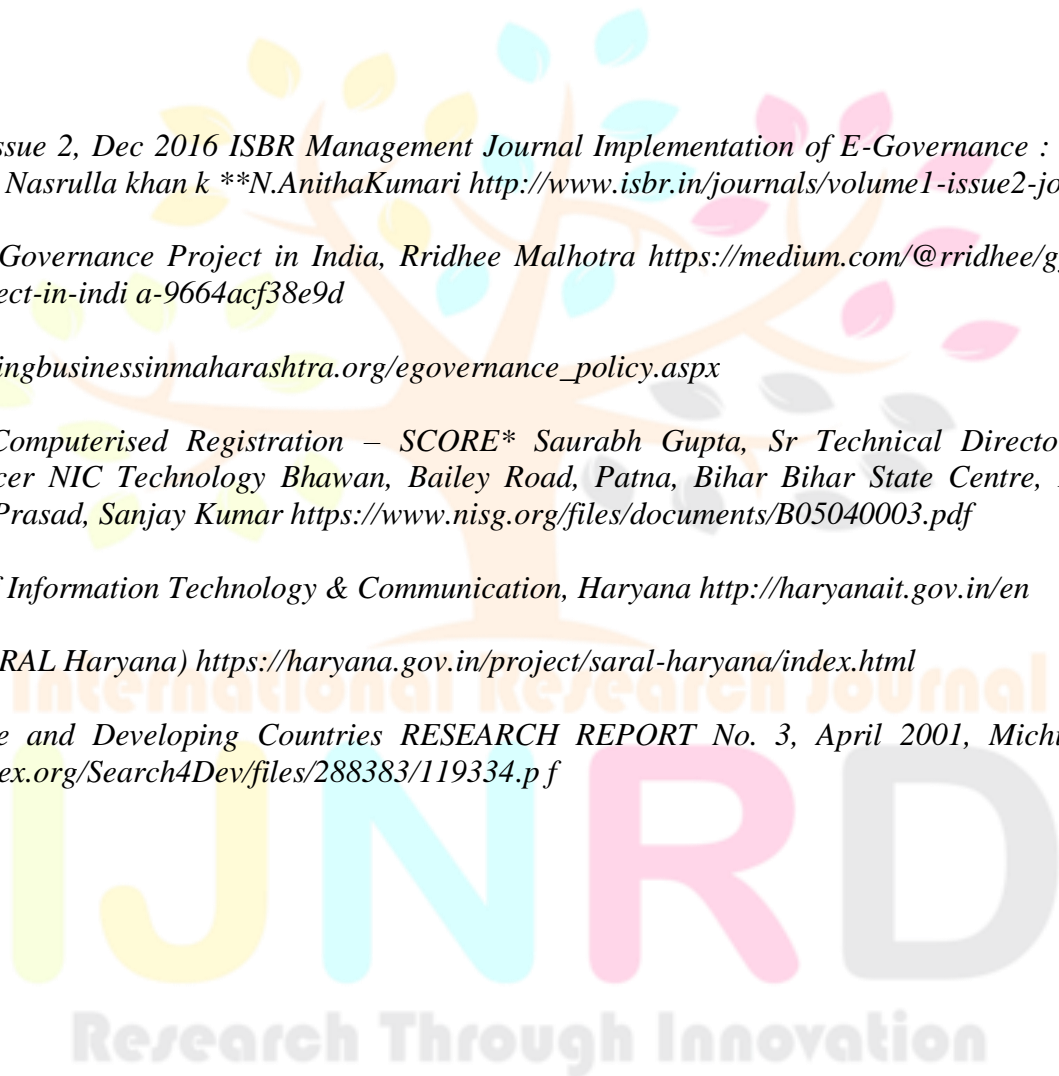 ssue 2, Dec 2016 ISBR Management Journal Implementation of E-Governance :
Nasrulla khan k **N.AnithaKumari http://www.isbr.in/journals/volume1-issue2-jo
Governance Project in India, Rridhee Malhotra https://medium.com/@rridhee/g
ect-in-indi a-9664acf38e9d
ingbusinessinmaharashtra.org/egovernance_policy.aspx
Computerised Registration – SCORE* Saurabh Gupta, Sr Technical Directo
cer NIC Technology Bhawan, Bailey Road, Patna, Bihar Bihar State Centre,
Prasad, Sanjay Kumar https://www.nisg.org/files/documents/B05040003.pdf
f Information Technology & Communication, Haryana http://haryanait.gov.in/en
RAL Haryana) https://haryana.gov.in/project/saral-haryana/index.html
International Research Journal
e and Developing Countries RESEARCH REPORT No. 3, April 2001, Michi
ex.org/Search4Dev/files/288383/119334.p f
IJNRD
Research Through Innovation